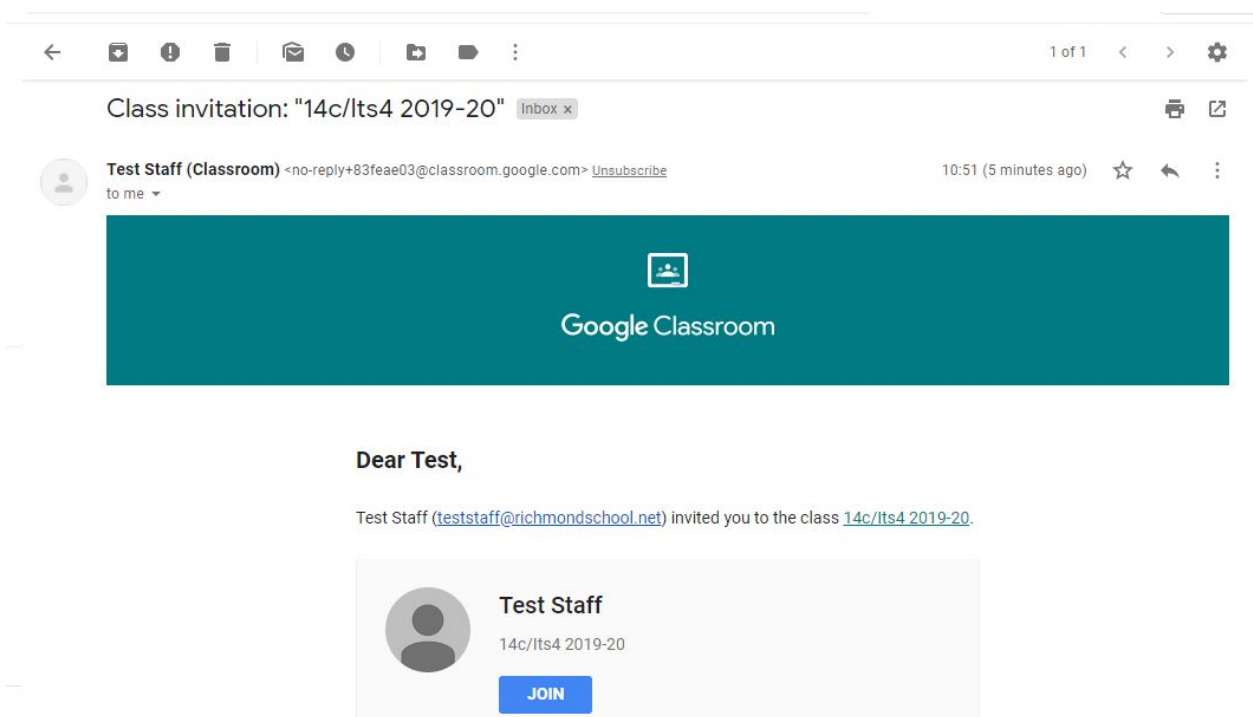 1 of 1
Class invitation: "14c/Its4 2019-20" Inbox x
Test Staff (Classroom) <no-reply+83feae03@classroom.google.com> Unsubscribe 10:51 (5 minutes ago)
to me
Google Classroom
Dear Test,
Test Staff (teststaff@richmondschool.net) invited you to the class 14c/Its4 2019-20.
Test Staff
14c/Its4 2019-20
JOIN